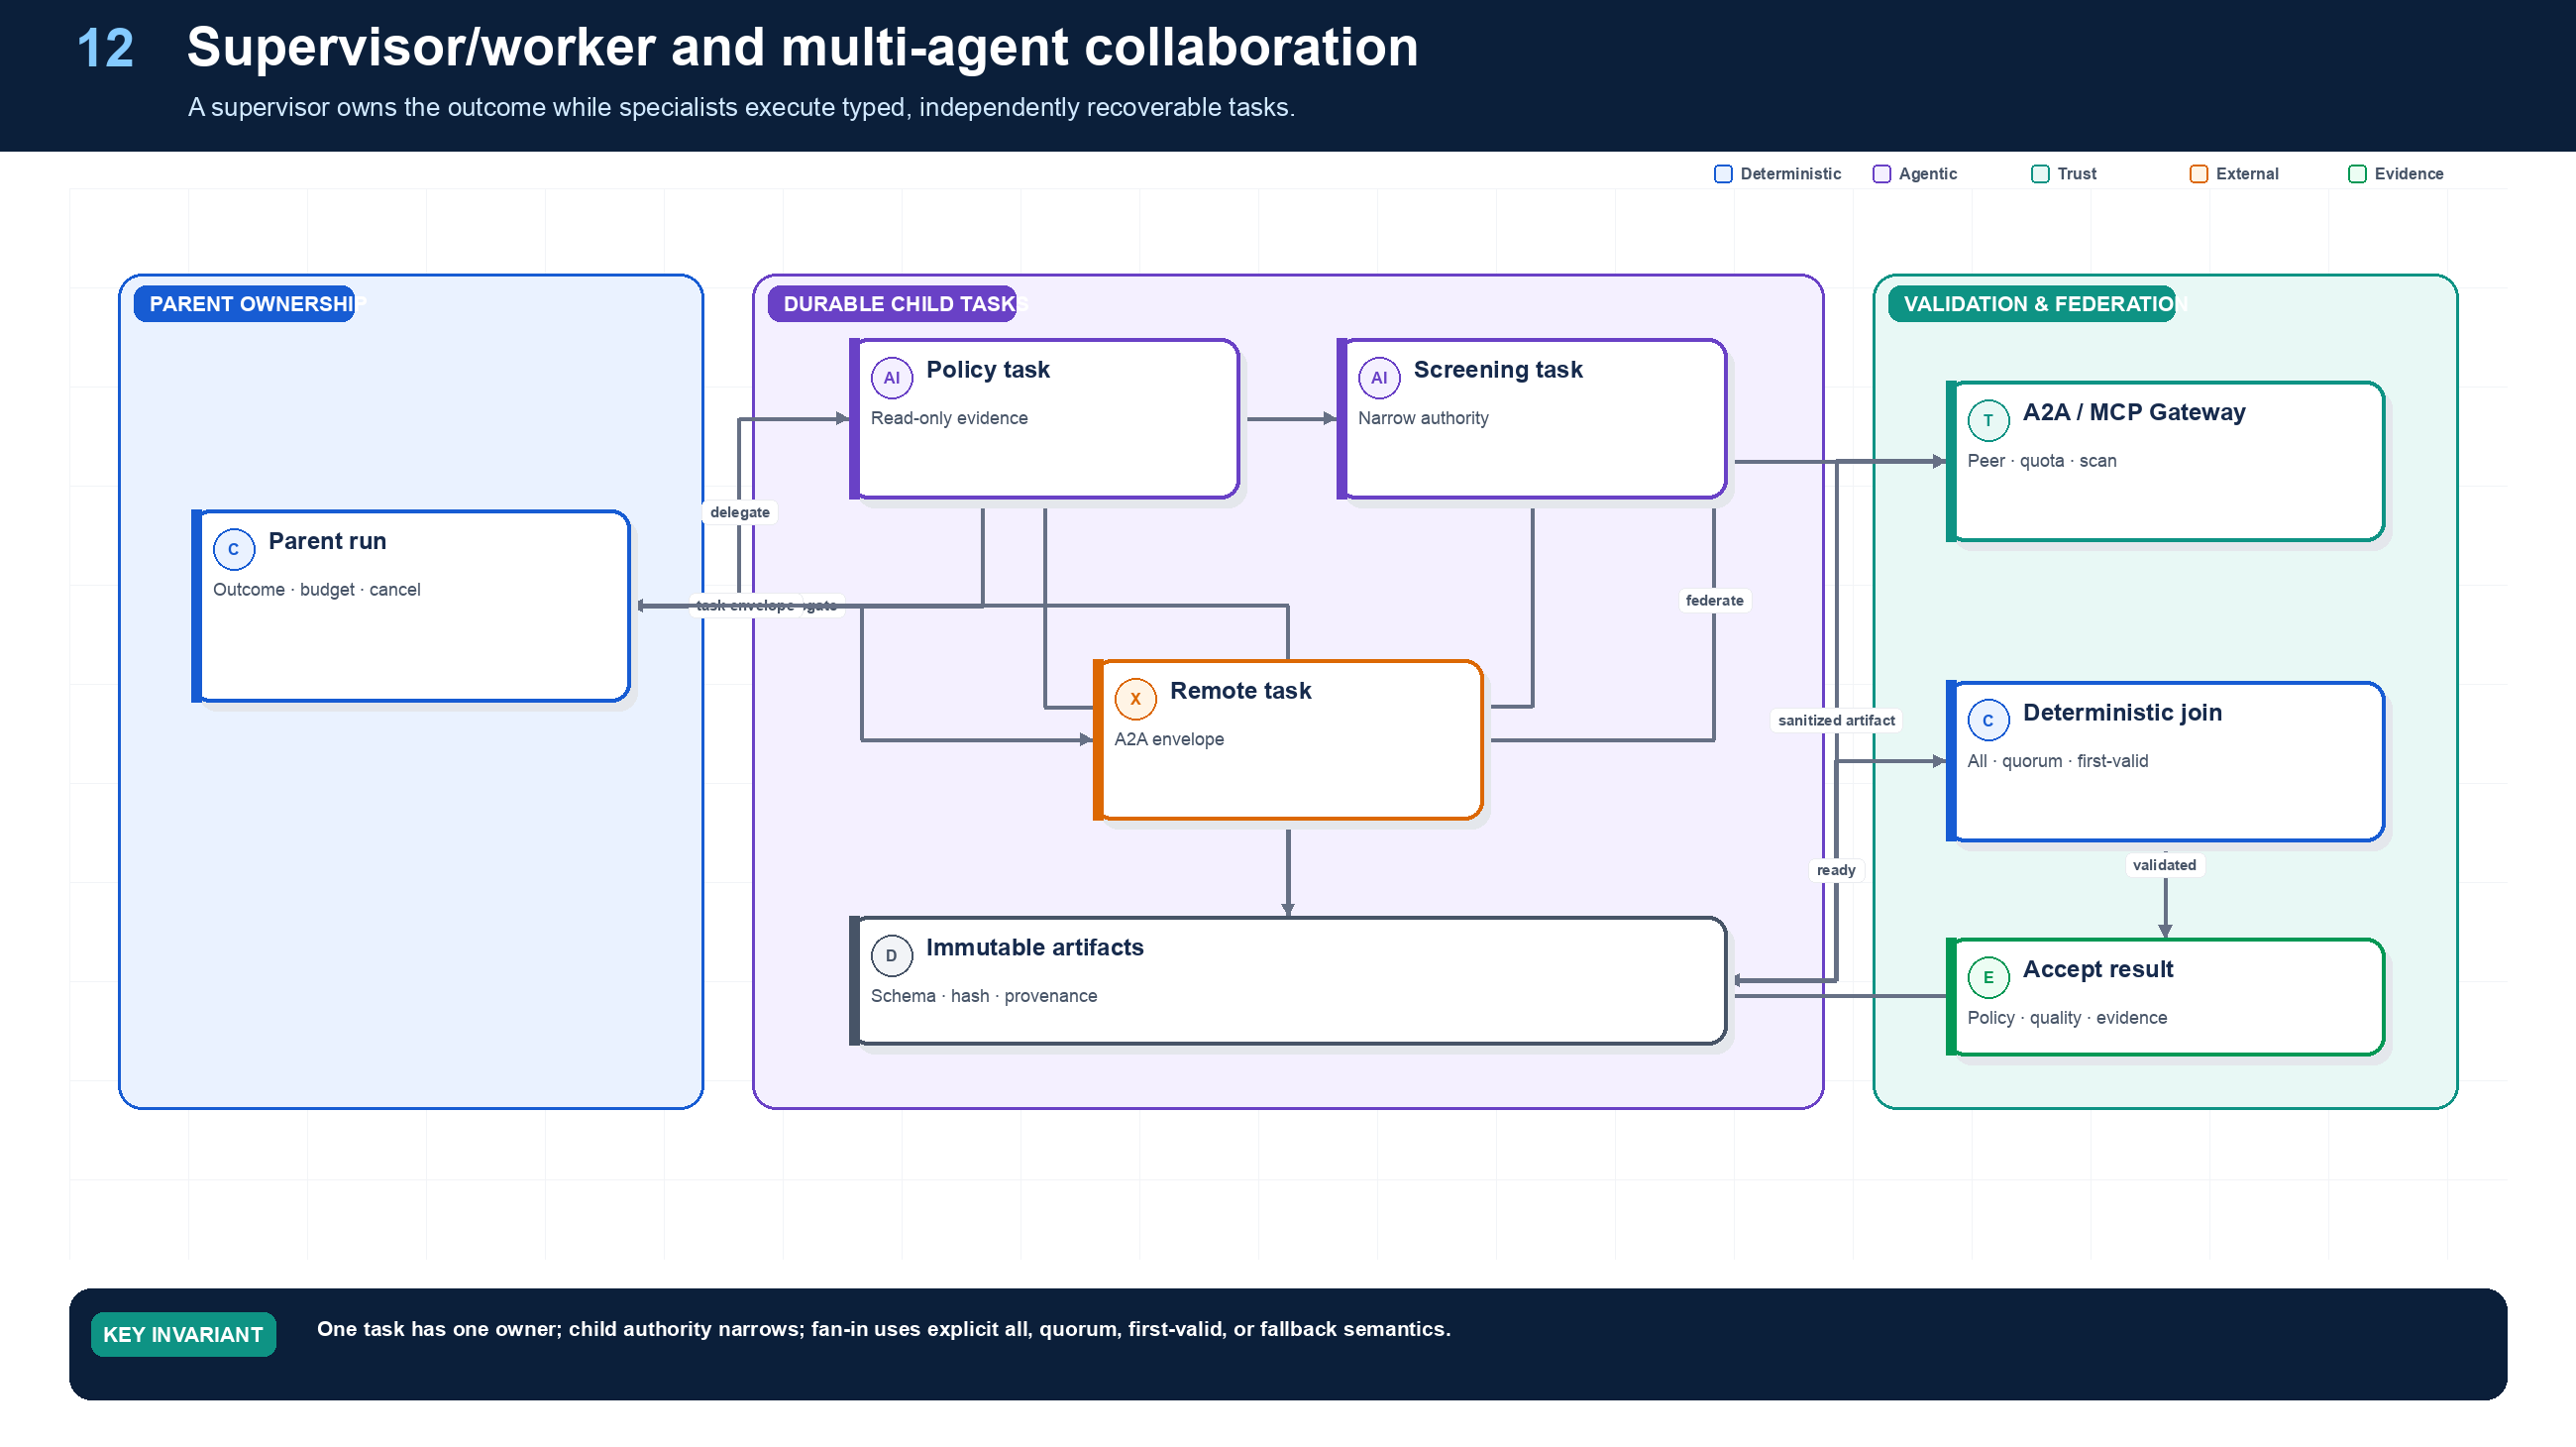 12
Supervisor/worker and multi-agent collaboration
A supervisor owns the outcome while specialists execute typed, independently recoverable tasks.
Deterministic
Agentic
Trust
External
Evidence
PARENT OWNERSHIP
DURABLE CHILD TASKS
VALIDATION & FEDERATION
AI
Policy task
Read-only evidence
AI
Screening task
Narrow authority
T
A2A / MCP Gateway
Peer · quota · scan
delegate
C
Parent run
Outcome · budget · cancel
task envelope
federate
X
Remote task
A2A envelope
sanitized artifact
C
Deterministic join
All · quorum · first-valid
ready
validated
D
Immutable artifacts
Schema · hash · provenance
E
Accept result
Policy · quality · evidence
KEY INVARIANT
One task has one owner; child authority narrows; fan-in uses explicit all, quorum, first-valid, or fallback semantics.